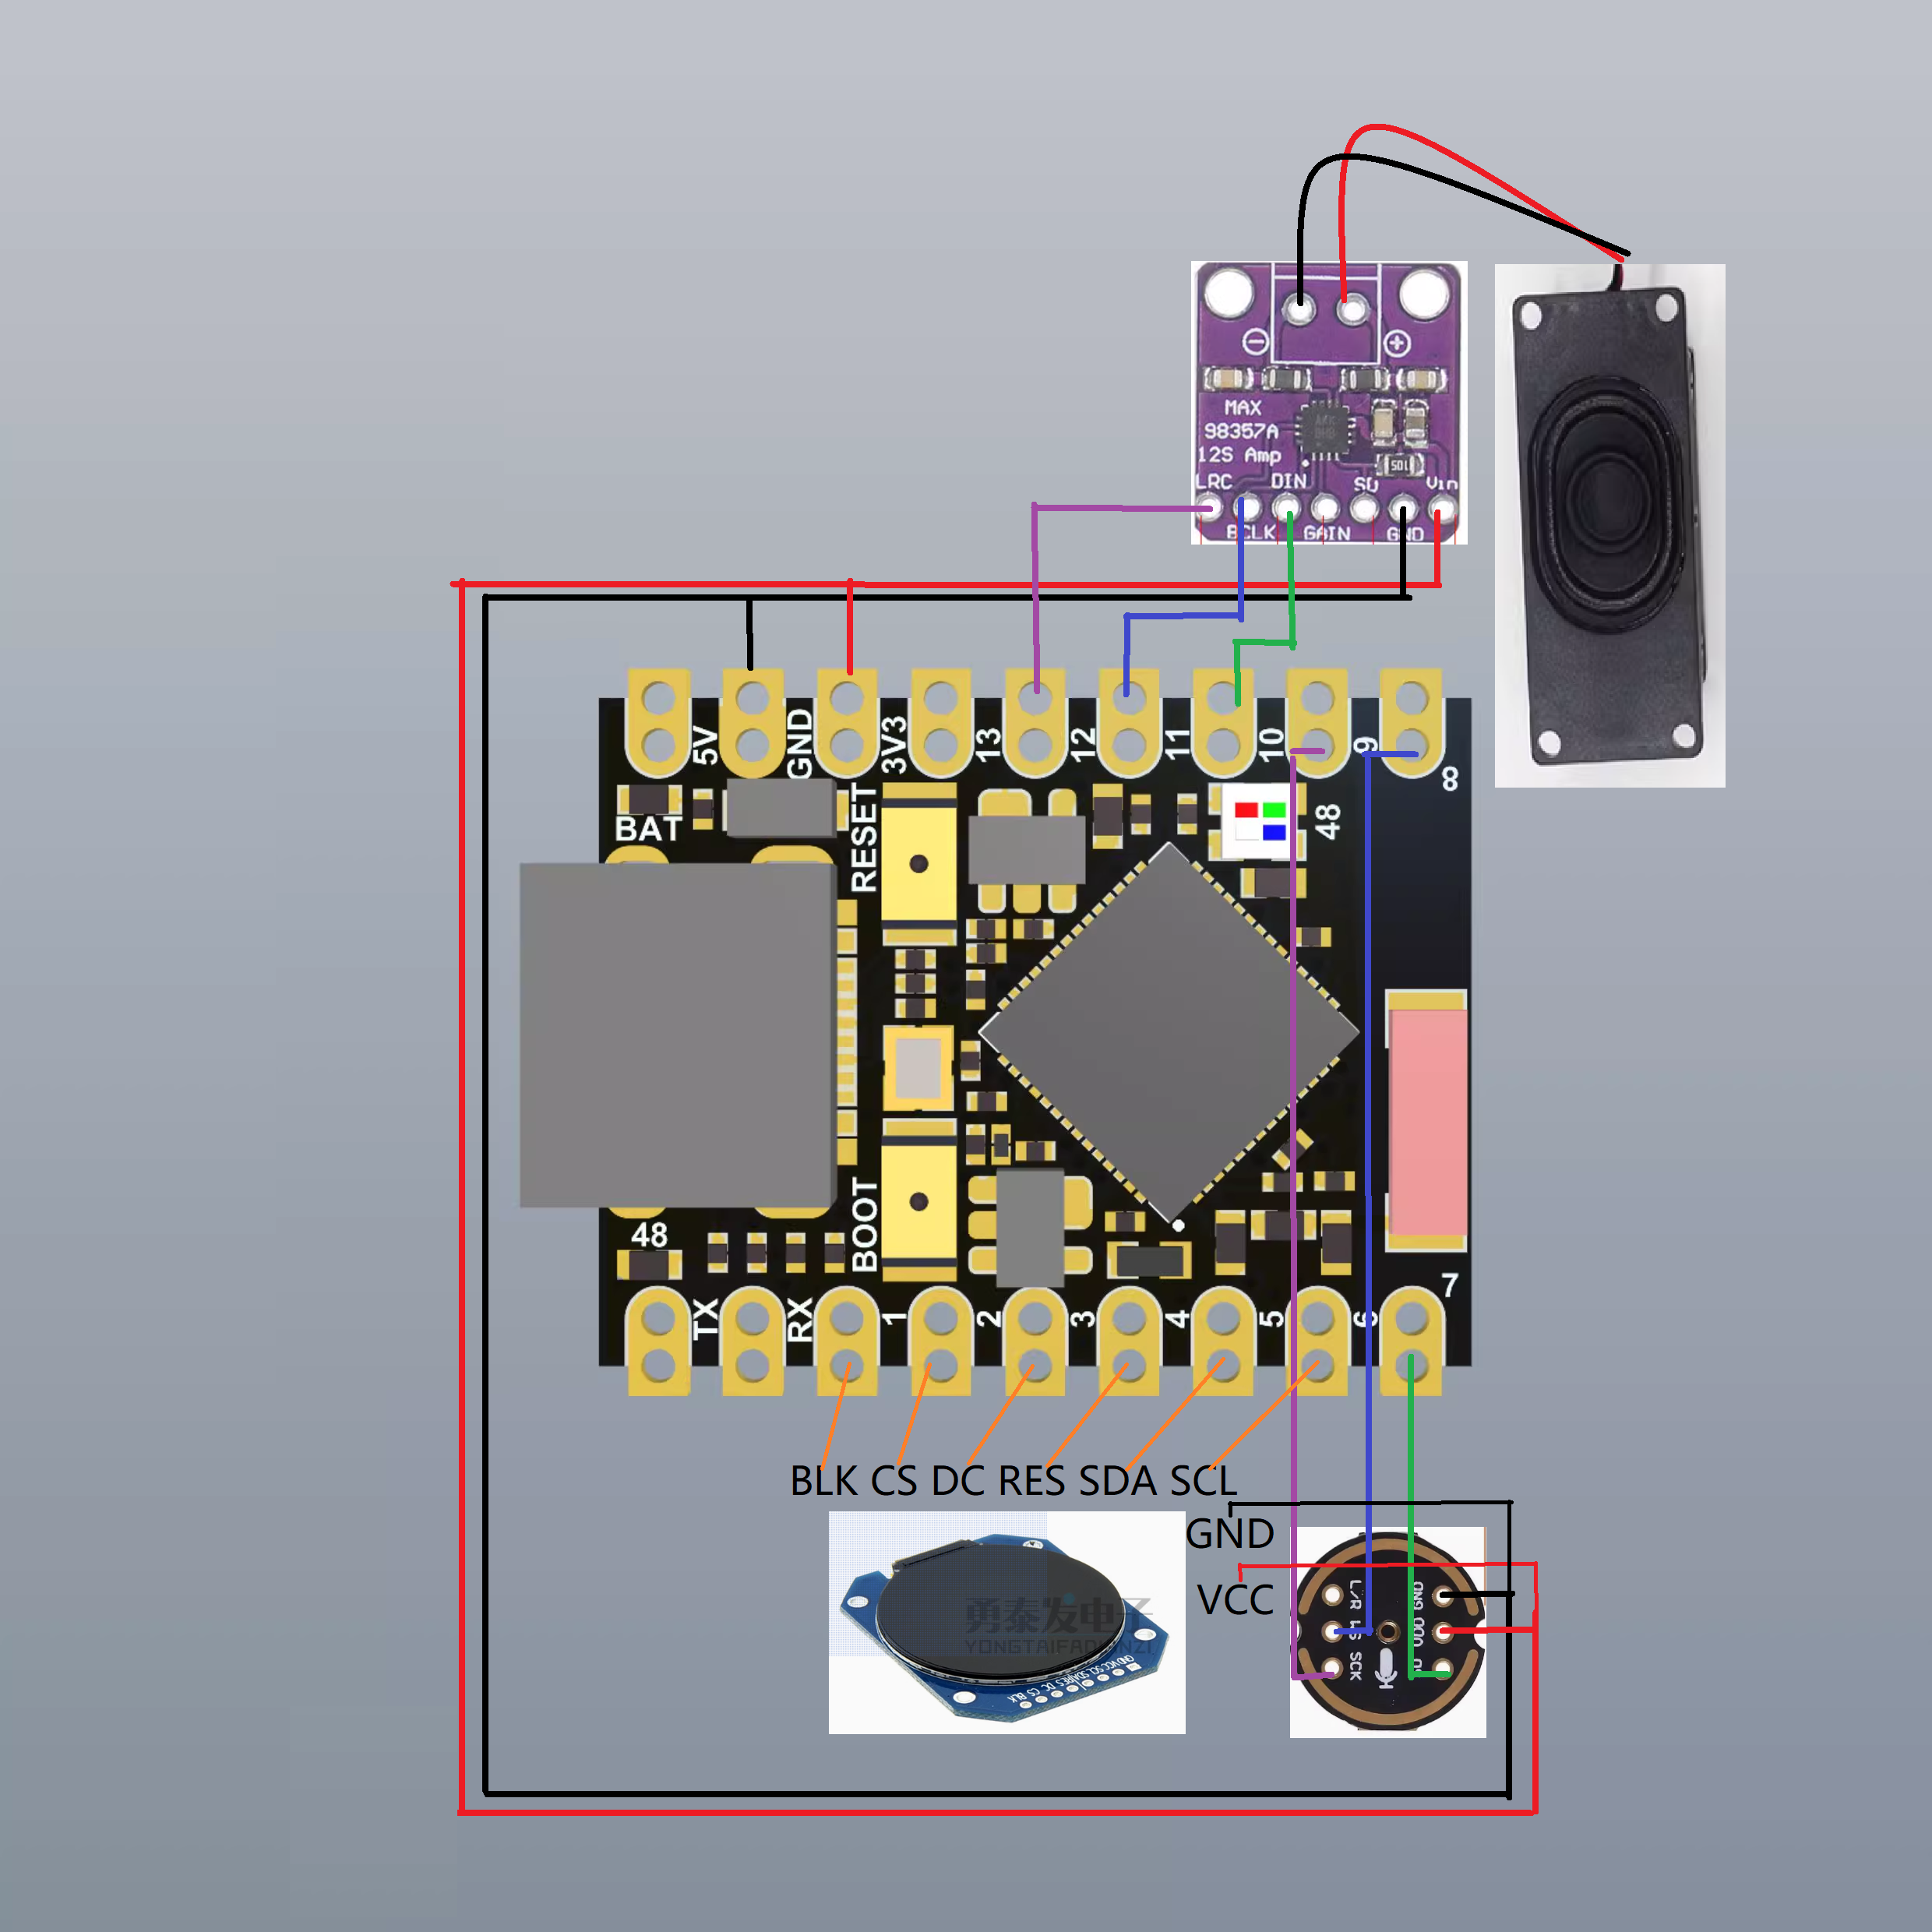 MAX
98357A
12S Amp
LRC
DIN
SD
Vin
BCLK
GAIN
GND
5V
GND
3V3
13
12
11
10
9
8
BAT
RESET
48
BOOT
48
7
TX
RX
1
2
3
4
5
6
BLK CS DC RES SDA SCL
GND
VCC
勇泰发电子
YONGTAIFADIANZI
GND VCC SCL SDA RES DC CS BLK
L/R
WS
SCK
GND
VDD